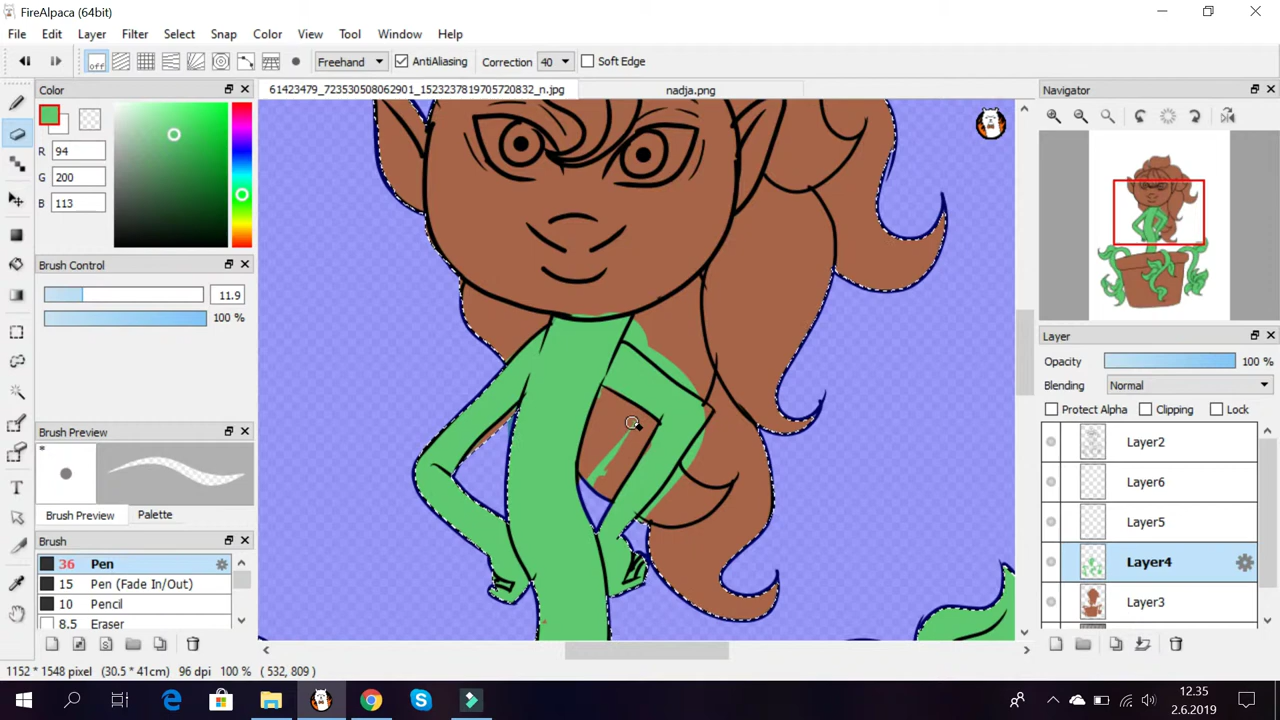 FireAlpaca (64bit)
File Edit Layer Filter Select Snap Color View Tool Window Help
off Freehand AntiAliasing Correction 40 Soft Edge
Color
61423479_723530508062901_1523237819705720832_n.jpg nadja.png
Navigator
R 94
G 200
B 113
Brush Control
11.9
100 %
Layer
Opacity 100 %
Blending Normal
Protect Alpha Clipping Lock
Brush Preview
Layer2
Layer6
Brush Preview Palette
Layer5
Brush
Layer4
36 Pen
15 Pen (Fade In/Out)
10 Pencil
Layer3
8.5 Eraser
1152 * 1548 pixel (30.5 * 41cm) 96 dpi 100 % ( 532, 809 )
12.35
2.6.2019